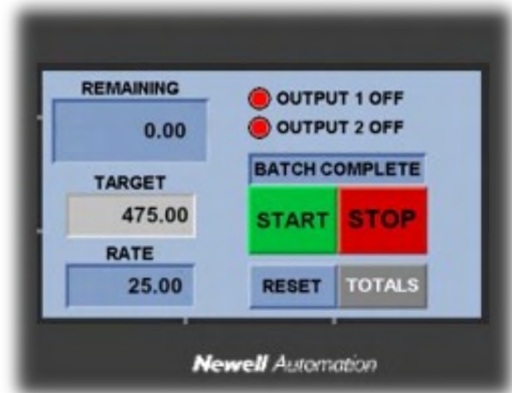 REMAINING
0.00
TARGET
475.00
RATE
25.00
OUTPUT 1 OFF
OUTPUT 2 OFF
BATCH COMPLETE
START STOP
RESET TOTALS
Newell Automation